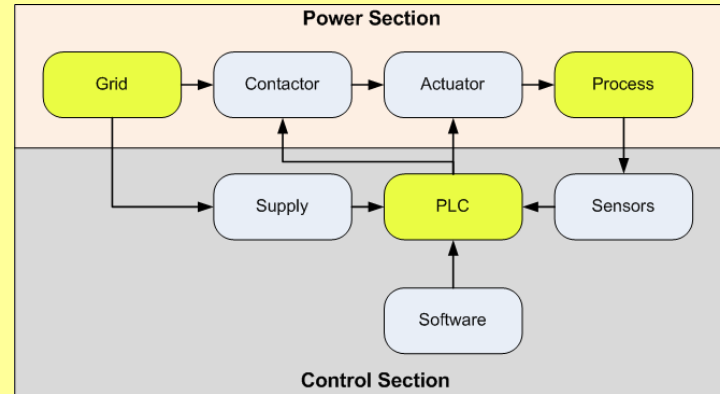 Power Section
Grid
Contactor
Actuator
Process
Supply
PLC
Sensors
Software
Control Section